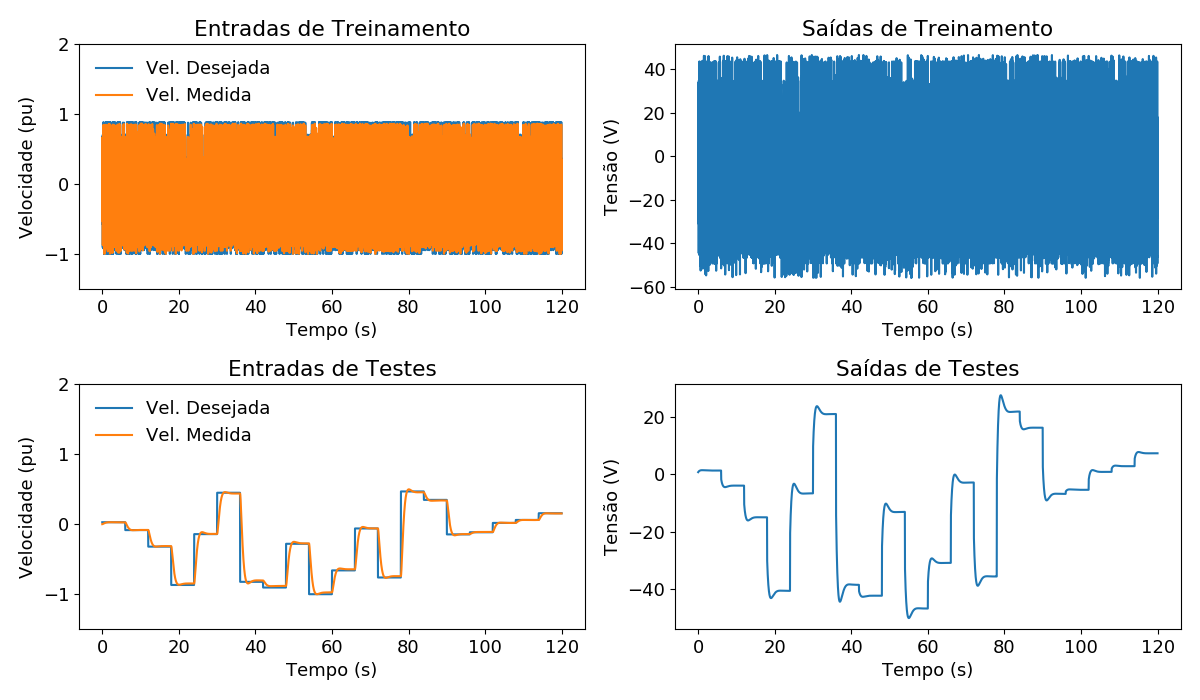 Entradas de Treinamento
Velocidade (pu)
2
1
0
−1
Vel. Desejada
Vel. Medida
0 20 40 60 80 100 120
Tempo (s)
Saídas de Treinamento
Tensão (V)
40
20
0
−20
−40
−60
0 20 40 60 80 100 120
Tempo (s)
Entradas de Testes
Velocidade (pu)
2
1
0
−1
Vel. Desejada
Vel. Medida
0 20 40 60 80 100 120
Tempo (s)
Saídas de Testes
Tensão (V)
20
0
−20
−40
0 20 40 60 80 100 120
Tempo (s)